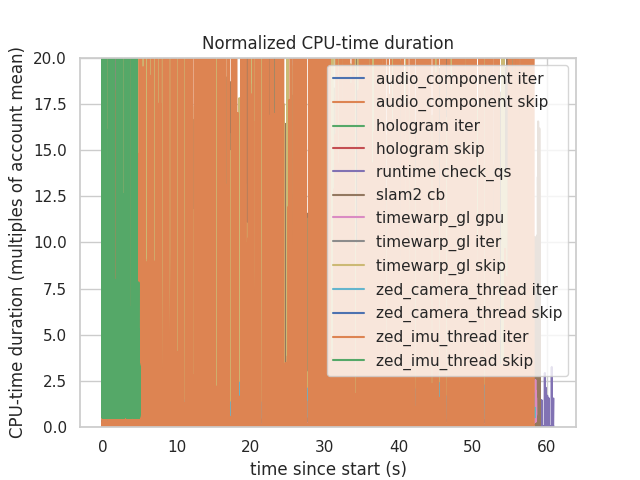 Normalized CPU-time duration
CPU-time duration (multiples of account mean)
20.0
17.5
15.0
12.5
10.0
7.5
5.0
2.5
0.0
audio_component iter
audio_component skip
hologram iter
hologram skip
runtime check_qs
slam2 cb
timewarp_gl gpu
timewarp_gl iter
timewarp_gl skip
zed_camera_thread iter
zed_camera_thread skip
zed_imu_thread iter
zed_imu_thread skip
0 10 20 30 40 50 60
time since start (s)